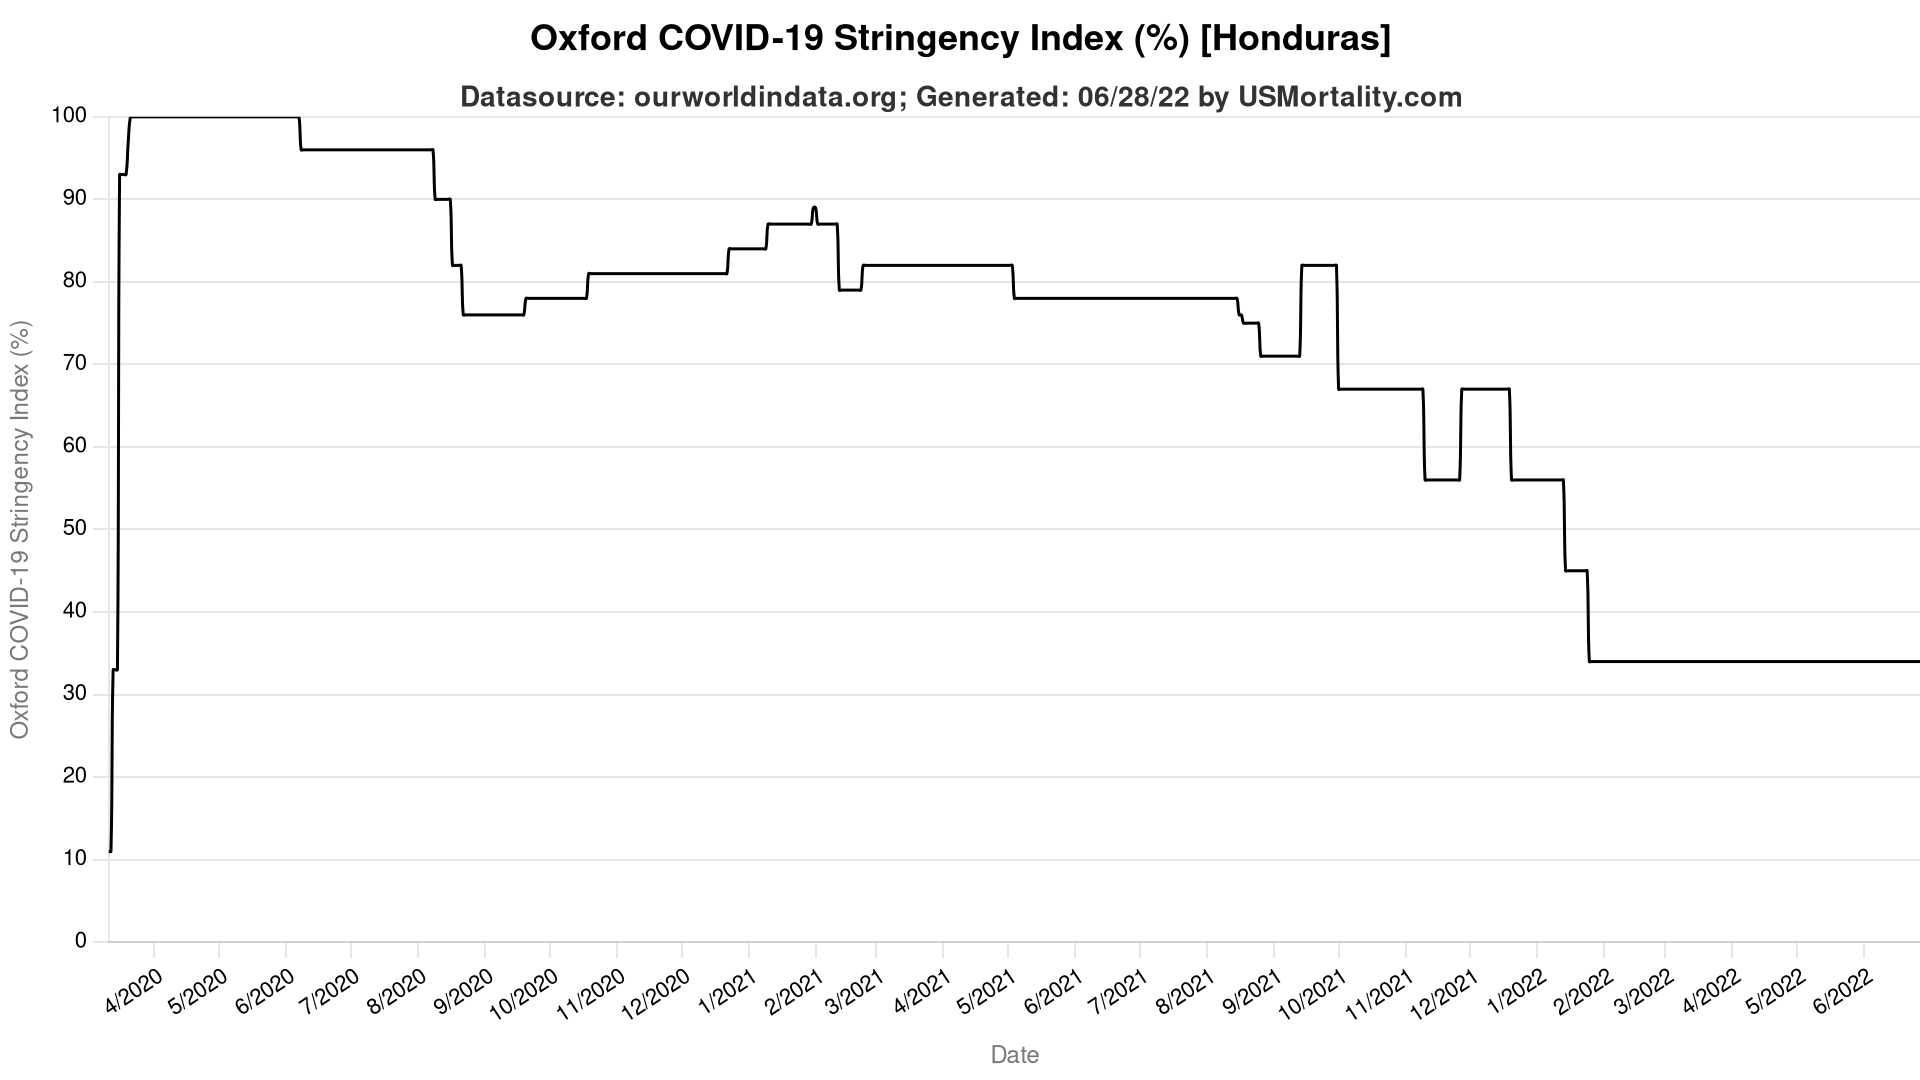 Oxford COVID-19 Stringency Index (%) [Honduras]
Datasource: ourworldindata.org; Generated: 06/28/22 by USMortality.com
Oxford COVID-19 Stringency Index (%)
100
90
80
70
60
50
40
30
20
10
0
4/2020 5/2020 6/2020 7/2020 8/2020 9/2020 10/2020 11/2020 12/2020 1/2021 2/2021 3/2021 4/2021 5/2021 6/2021 7/2021 8/2021 9/2021 10/2021 11/2021 12/2021 1/2022 2/2022 3/2022 4/2022 5/2022 6/2022
Date